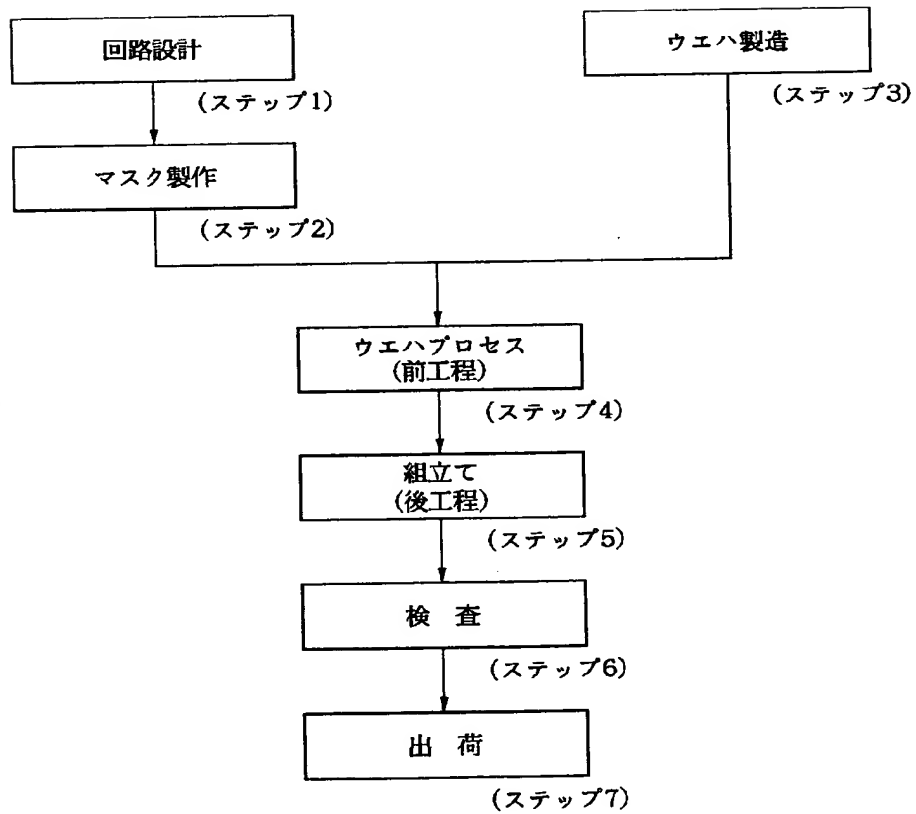 回路設計
(ステップ1)
マスク製作
(ステップ2)
ウエハ製造
(ステップ3)
ウエハプロセス
(前工程)
(ステップ4)
組立て
(後工程)
(ステップ5)
検 査
(ステップ6)
出 荷
(ステップ7)